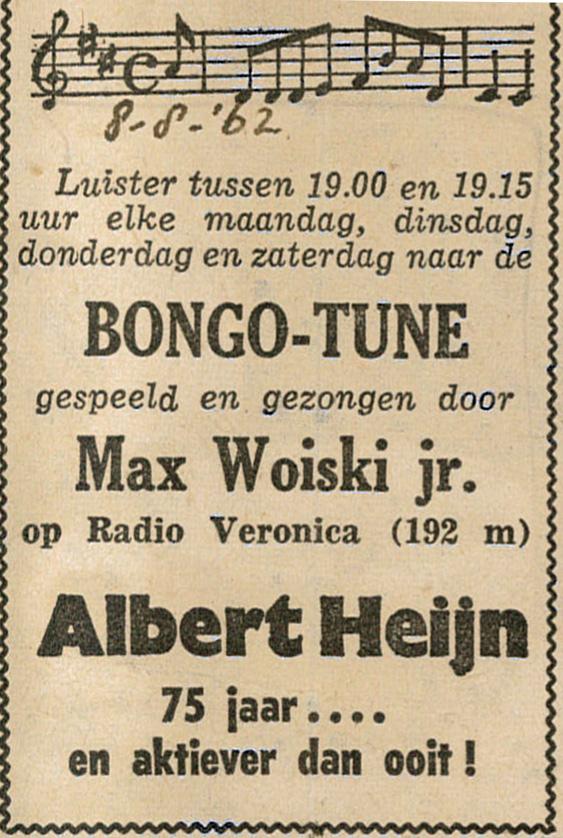 8-8-'62
Luister tussen 19.00 en 19.15
uur elke maandag, dinsdag,
donderdag en zaterdag naar de
BONGO-TUNE
gespeeld en gezongen door
Max Woiski jr.
op Radio Veronica (192 m)
Albert Heijn
75 jaar....
en aktiever dan ooit!